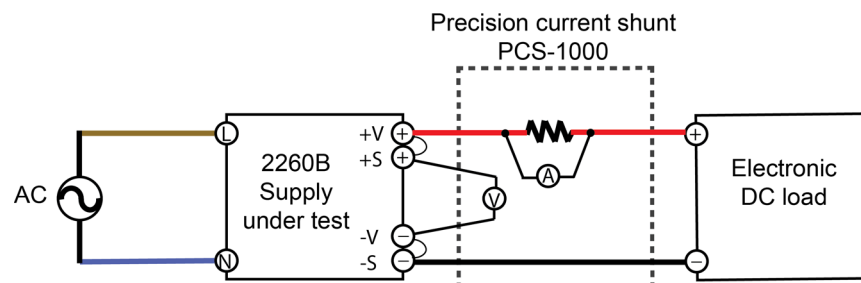 Precision current shunt
PCS-1000
AC
L
N
2260B
Supply
under test
+V
+S
-V
-S
+
+
−
−
V
A
+
−
Electronic
DC load